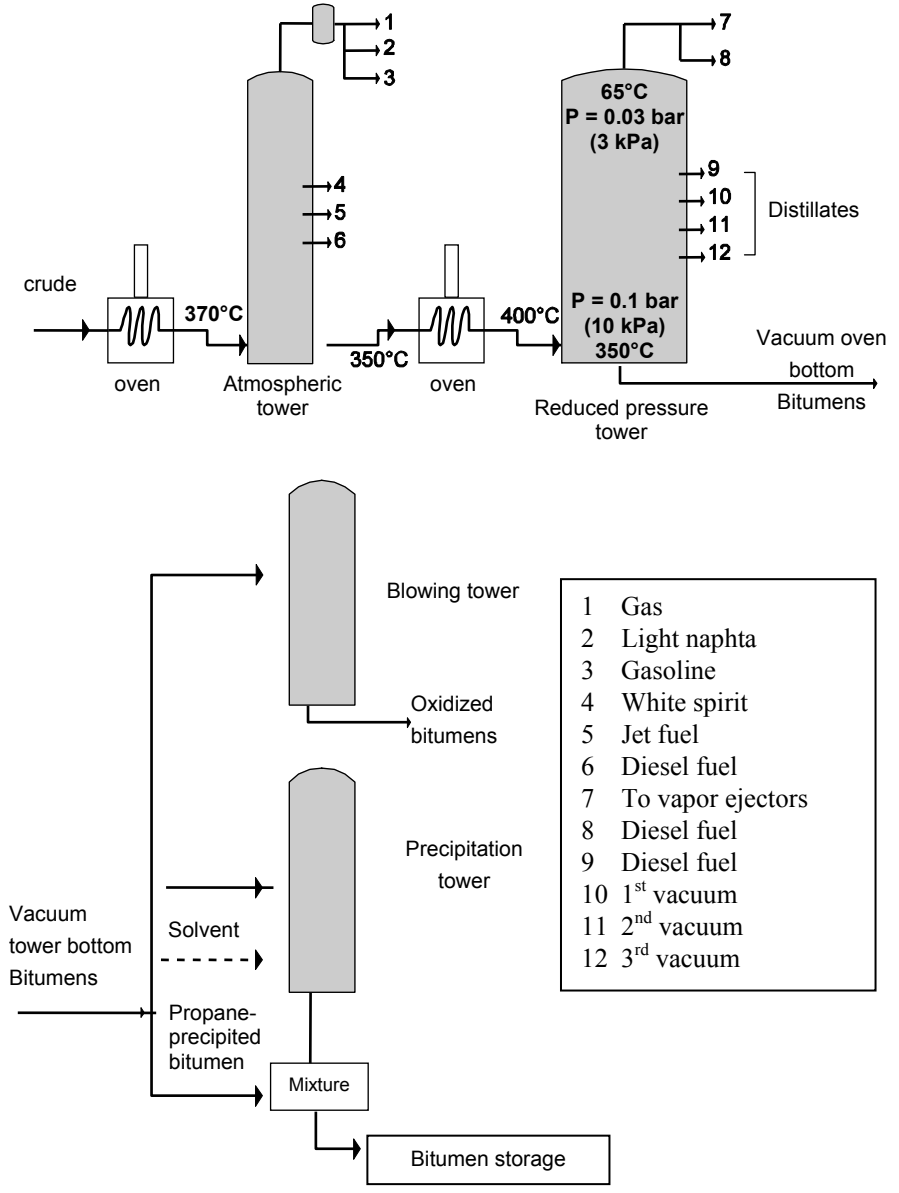 1
2
3
4
5
6
crude
370°C
oven
Atmospheric
tower
350°C
oven
400°C
65°C
P = 0.03 bar
(3 kPa)
P = 0.1 bar
(10 kPa)
350°C
Reduced pressure
tower
7
8
9
10
11
12
Distillates
Vacuum oven
bottom
Bitumens
Blowing tower
Oxidized
bitumens
Precipitation
tower
Vacuum
tower bottom
Bitumens
Solvent
Propane-
precipited
bitumen
Mixture
Bitumen storage
1 Gas
2 Light naphta
3 Gasoline
4 White spirit
5 Jet fuel
6 Diesel fuel
7 To vapor ejectors
8 Diesel fuel
9 Diesel fuel
10 1st vacuum
11 2nd vacuum
12 3rd vacuum